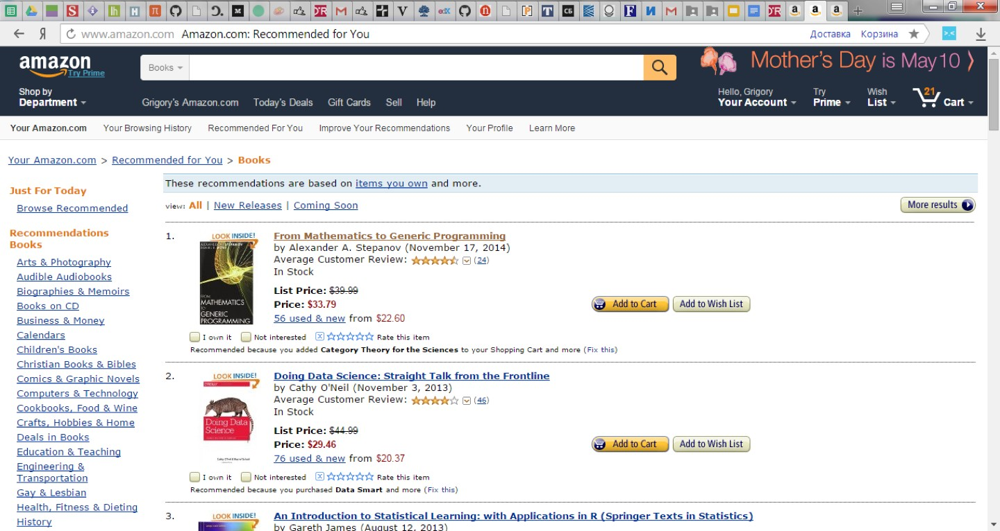 www.amazon.com Amazon.com: Recommended for You
Доставка Корзина
amazon
Try Prime
Books
Mother's Day is May 10
Shop by
Department
Grigory's Amazon.com Today's Deals Gift Cards Sell Help
Hello, Grigory
Your Account
Try
Prime
Wish
List
21
Cart
Your Amazon.com Your Browsing History Recommended For You Improve Your Recommendations Your Profile Learn More
Your Amazon.com > Recommended for You > Books
Just For Today
Browse Recommended
Recommendations
Books
Arts & Photography
Audible Audiobooks
Biographies & Memoirs
Books on CD
Business & Money
Calendars
Children's Books
Christian Books & Bibles
Comics & Graphic Novels
Computers & Technology
Cookbooks, Food & Wine
Crafts, Hobbies & Home
Deals in Books
Education & Teaching
Engineering &
Transportation
Gay & Lesbian
Health, Fitness & Dieting
History
These recommendations are based on items you own and more.
view: All | New Releases | Coming Soon
More results
1.
LOOK INSIDE!
FROM
MATHEMATICS
TO
GENERIC
PROGRAMMING
From Mathematics to Generic Programming
by Alexander A. Stepanov (November 17, 2014)
Average Customer Review: (24)
In Stock
List Price: $39.99
Price: $33.79
56 used & new from $22.60
Add to Cart Add to Wish List
I own it Not interested Rate this item
Recommended because you added Category Theory for the Sciences to your Shopping Cart and more (Fix this)
2.
LOOK INSIDE!
Doing Data
Science
Doing Data Science: Straight Talk from the Frontline
by Cathy O'Neil (November 3, 2013)
Average Customer Review: (46)
In Stock
List Price: $44.99
Price: $29.46
76 used & new from $20.37
Add to Cart Add to Wish List
I own it Not interested Rate this item
Recommended because you purchased Data Smart and more (Fix this)
3.
LOOK INSIDE!
An Introduction to Statistical Learning: with Applications in R (Springer Texts in Statistics)
by Gareth James (August 12, 2013)